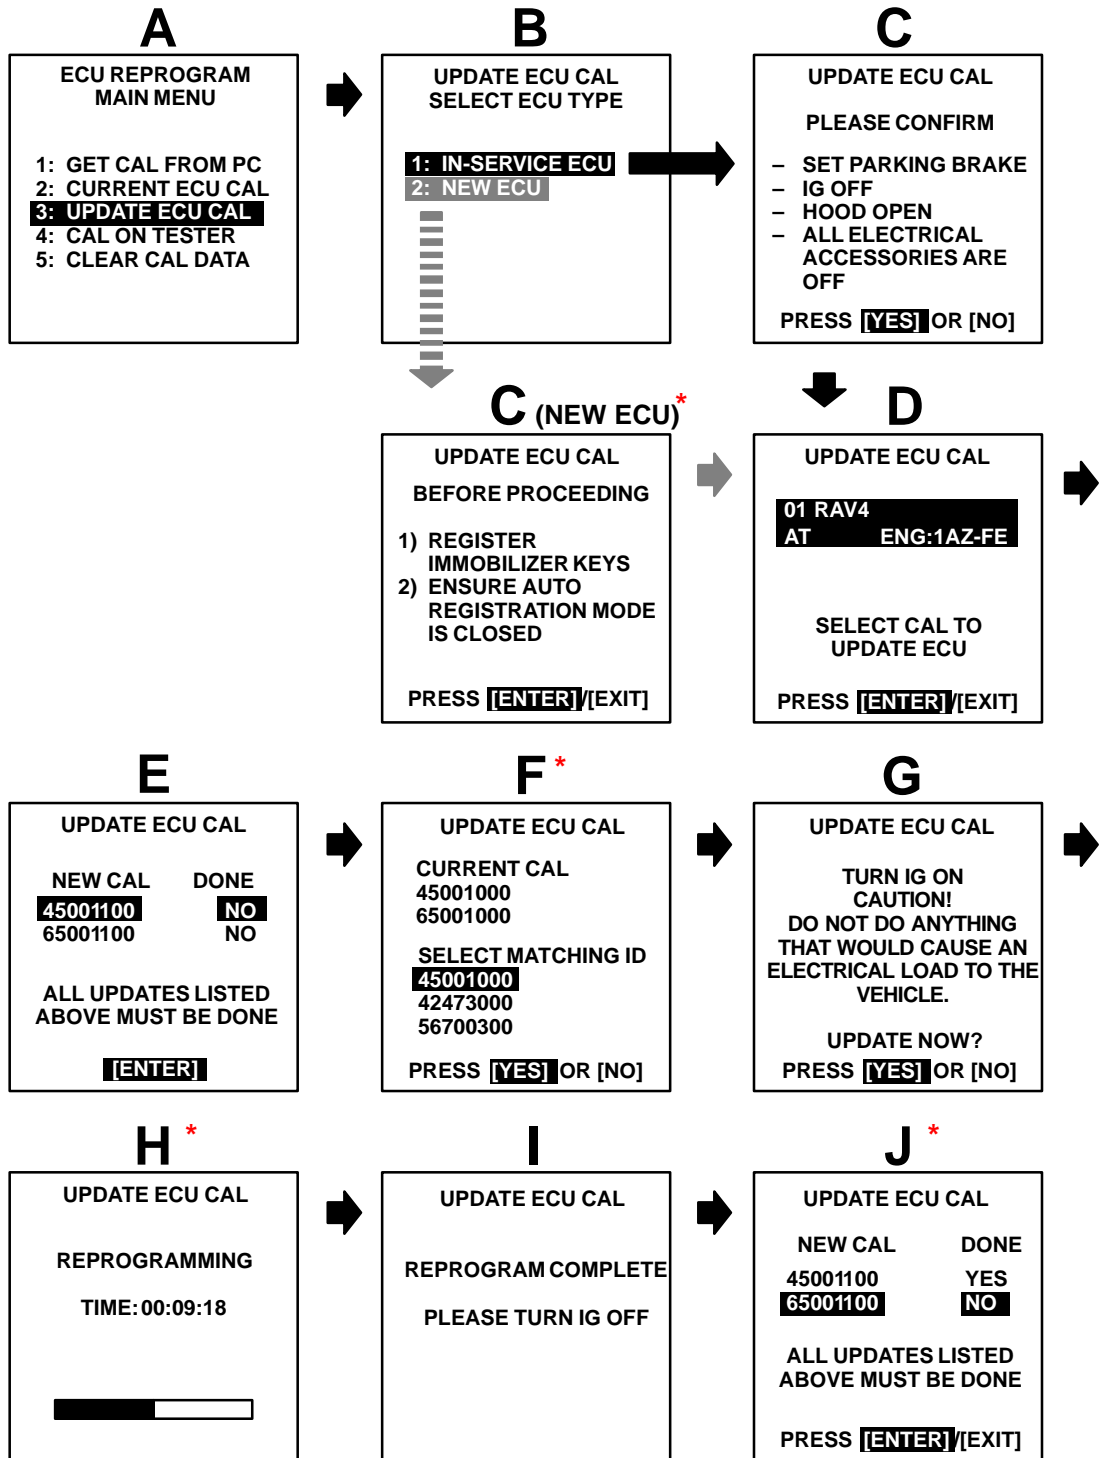 A
ECU REPROGRAM
MAIN MENU
1: GET CAL FROM PC
2: CURRENT ECU CAL
3: UPDATE ECU CAL
4: CAL ON TESTER
5: CLEAR CAL DATA
B
UPDATE ECU CAL
SELECT ECU TYPE
1: IN-SERVICE ECU
2: NEW ECU
C
UPDATE ECU CAL
PLEASE CONFIRM
– SET PARKING BRAKE
– IG OFF
– HOOD OPEN
– ALL ELECTRICAL
ACCESSORIES ARE
OFF
PRESS [YES] OR [NO]
C (NEW ECU)*
UPDATE ECU CAL
BEFORE PROCEEDING
1) REGISTER
IMMOBILIZER KEYS
2) ENSURE AUTO
REGISTRATION MODE
IS CLOSED
PRESS [ENTER]/[EXIT]
D
UPDATE ECU CAL
01 RAV4
AT ENG:1AZ-FE
SELECT CAL TO
UPDATE ECU
PRESS [ENTER]/[EXIT]
E
UPDATE ECU CAL
NEW CAL DONE
45001100 NO
65001100 NO
ALL UPDATES LISTED
ABOVE MUST BE DONE
[ENTER]
F *
UPDATE ECU CAL
CURRENT CAL
45001000
65001000
SELECT MATCHING ID
45001000
42473000
56700300
PRESS [YES] OR [NO]
G
UPDATE ECU CAL
TURN IG ON
CAUTION!
DO NOT DO ANYTHING
THAT WOULD CAUSE AN
ELECTRICAL LOAD TO THE
VEHICLE.
UPDATE NOW?
PRESS [YES] OR [NO]
H *
UPDATE ECU CAL
REPROGRAMMING
TIME: 00:09:18
I
UPDATE ECU CAL
REPROGRAM COMPLETE
PLEASE TURN IG OFF
J *
UPDATE ECU CAL
NEW CAL DONE
45001100 YES
65001100 NO
ALL UPDATES LISTED
ABOVE MUST BE DONE
PRESS [ENTER]/[EXIT]